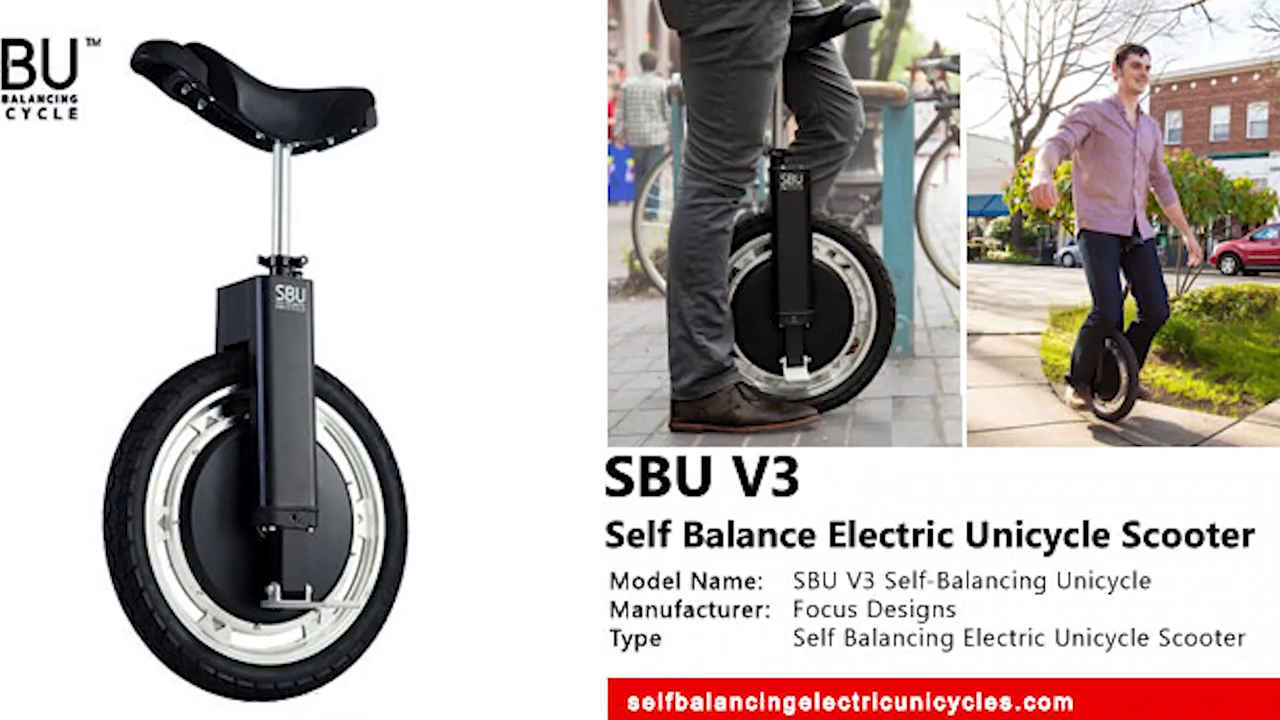 BU™
BALANCING
CYCLE
SBU
SBU
SBU V3
Self Balance Electric Unicycle Scooter
Model Name: SBU V3 Self-Balancing Unicycle
Manufacturer: Focus Designs
Type Self Balancing Electric Unicycle Scooter
selfbalancingelectricunicycles.com